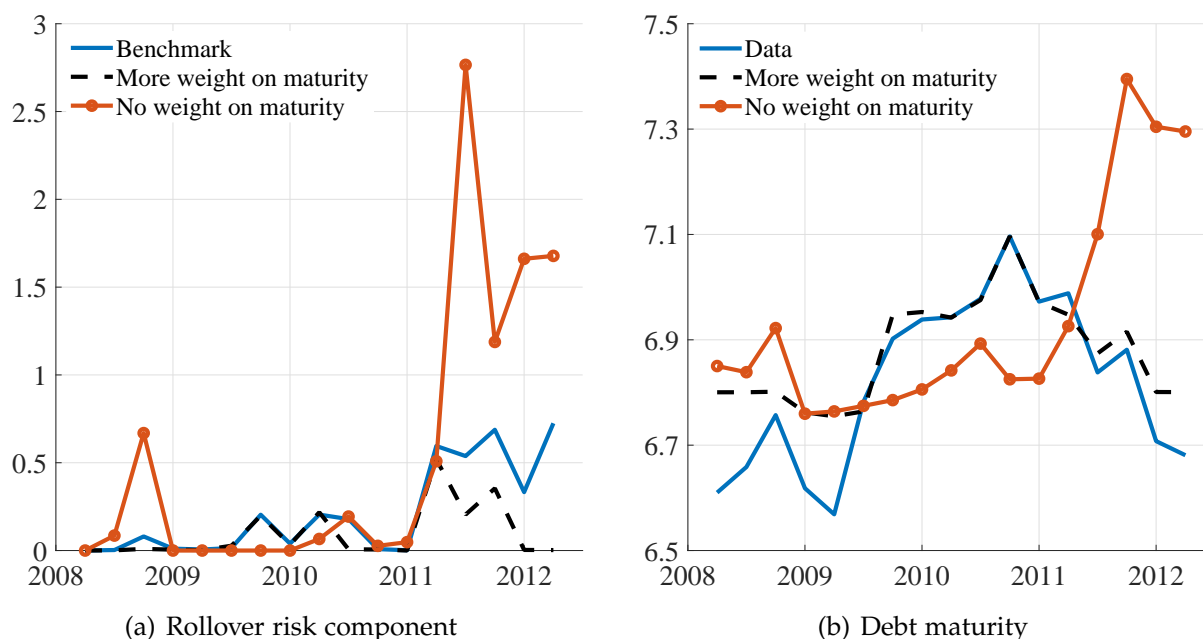 3
2.5
2
1.5
1
0.5
0
2008 2009 2010 2011 2012
Benchmark
More weight on maturity
No weight on maturity
(a) Rollover risk component
7.5
7.3
7.1
6.9
6.7
6.5
2008 2009 2010 2011 2012
Data
More weight on maturity
No weight on maturity
(b) Debt maturity